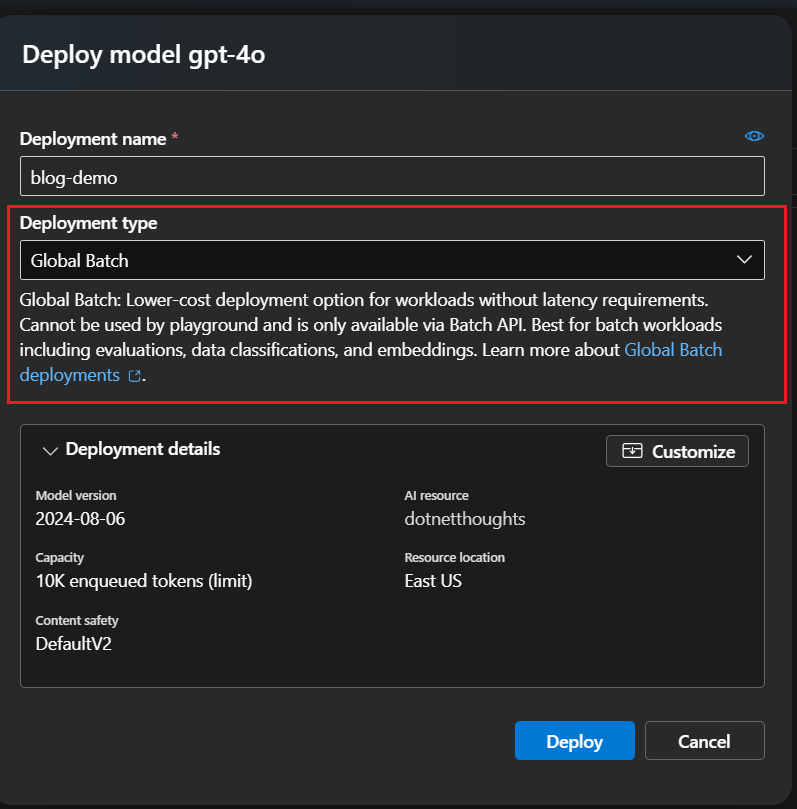 Deploy model gpt-4o
Deployment name *
blog-demo
Deployment type
Global Batch
Global Batch: Lower-cost deployment option for workloads without latency requirements.
Cannot be used by playground and is only available via Batch API. Best for batch workloads
including evaluations, data classifications, and embeddings. Learn more about Global Batch
deployments.
Deployment details
Customize
Model version
2024-08-06
AI resource
dotnetthoughts
Capacity
10K enqueued tokens (limit)
Resource location
East US
Content safety
DefaultV2
Deploy
Cancel